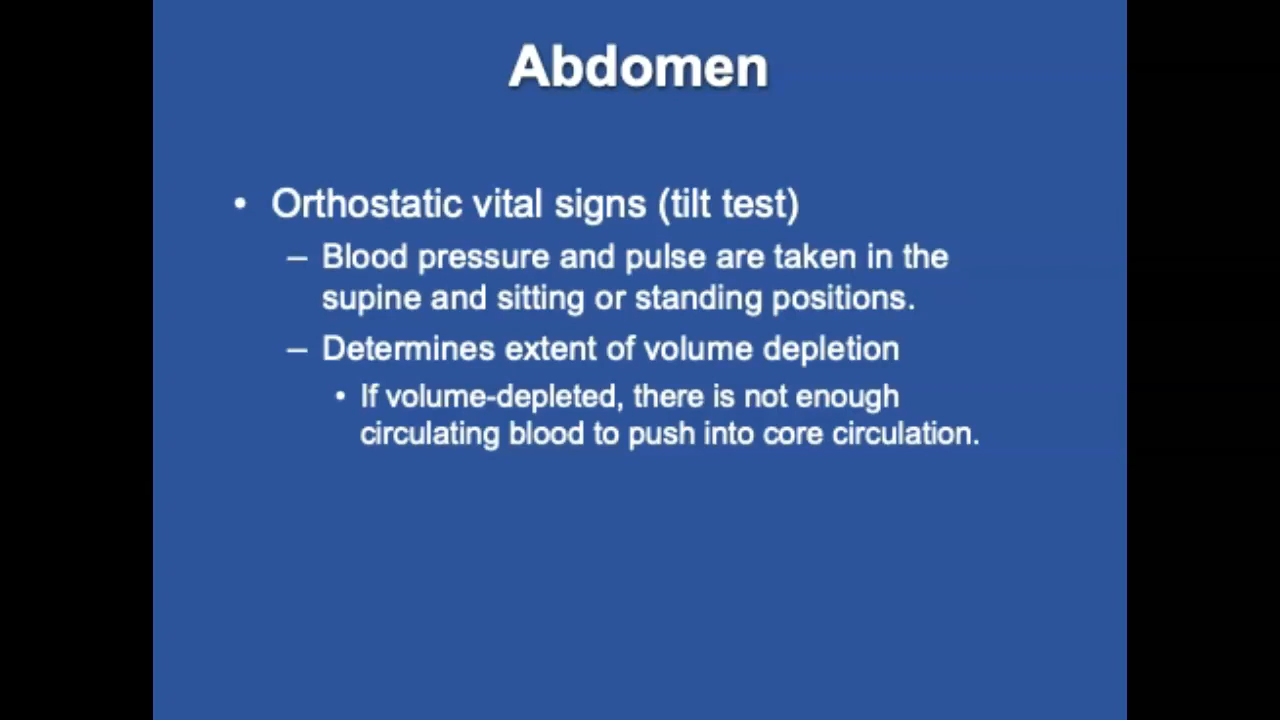 Abdomen
• Orthostatic vital signs (tilt test)
– Blood pressure and pulse are taken in the
supine and sitting or standing positions.
– Determines extent of volume depletion
• If volume-depleted, there is not enough
circulating blood to push into core circulation.